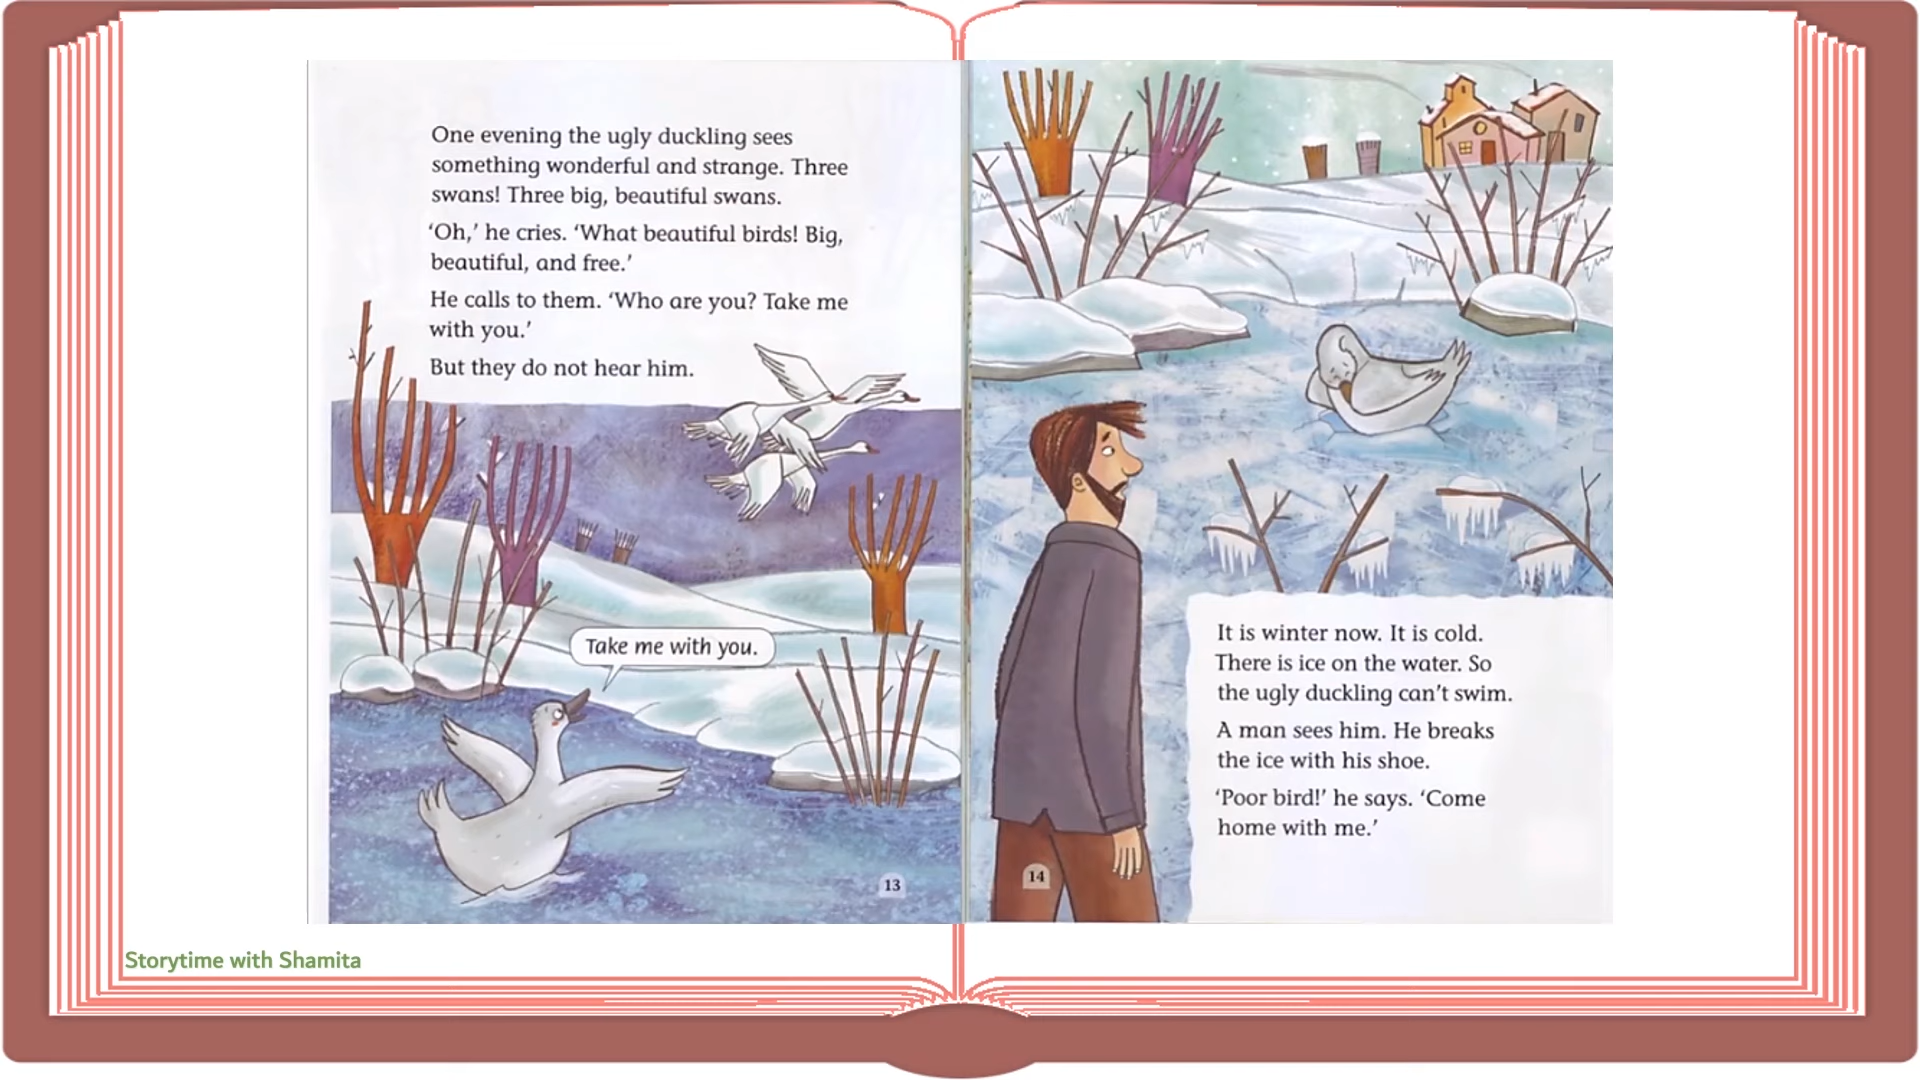 One evening the ugly duckling sees
something wonderful and strange. Three
swans! Three big, beautiful swans.
‘Oh,’ he cries. ‘What beautiful birds! Big,
beautiful, and free.’
He calls to them. ‘Who are you? Take me
with you.’
But they do not hear him.
Take me with you.
13
It is winter now. It is cold.
There is ice on the water. So
the ugly duckling can’t swim.
A man sees him. He breaks
the ice with his shoe.
‘Poor bird!’ he says. ‘Come
home with me.’
14
Storytime with Shamita